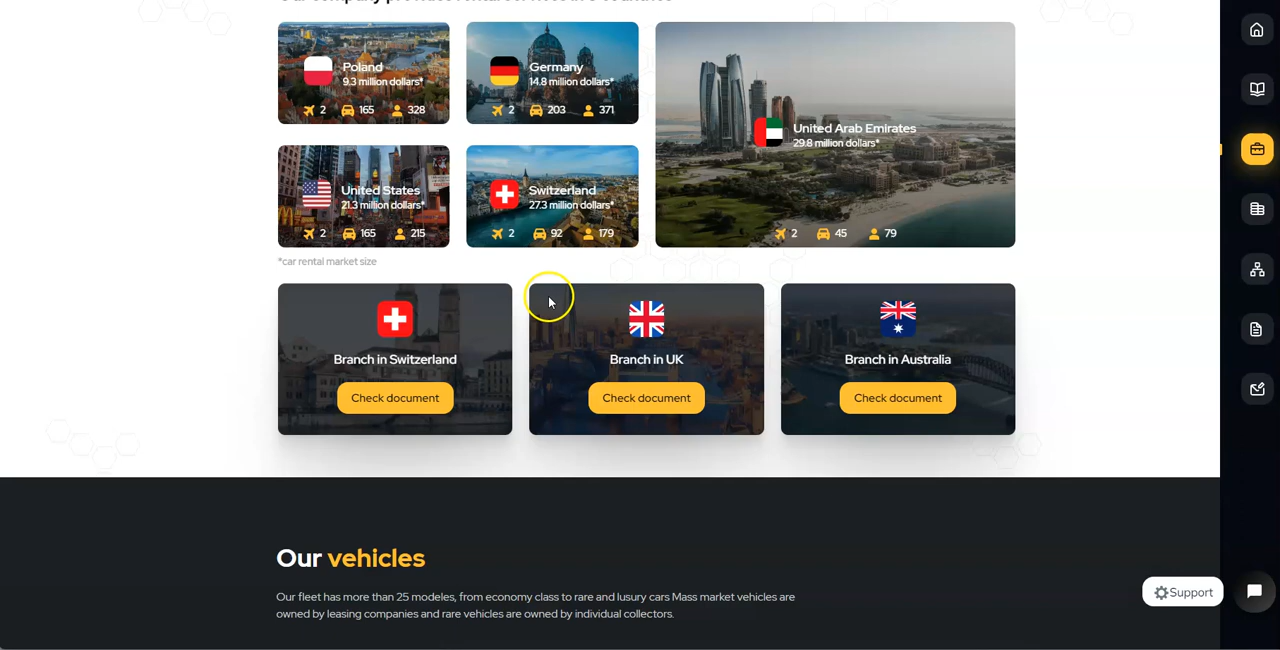 Poland
9.3 million dollars*
2 165 328
Germany
14.8 million dollars*
2 203 371
United Arab Emirates
29.8 million dollars*
2 45 79
United States
21.3 million dollars*
2 165 215
Switzerland
27.3 million dollars*
2 92 179
*car rental market size
Branch in Switzerland
Check document
Branch in UK
Check document
Branch in Australia
Check document
Our vehicles
Our fleet has more than 25 modeles, from economy class to rare and lusury cars Mass market vehicles are
owned by leasing companies and rare vehicles are owned by individual collectors.
Support